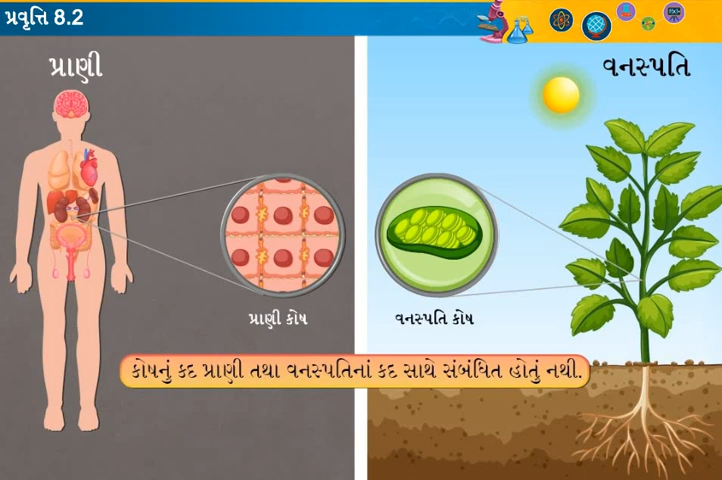 પ્રવૃત્તિ 8.2
પ્રાણી
વનસ્પતિ
પ્રાણી કોષ
વનસ્પતિ કોષ
કોષનું કદ પ્રાણી તથા વનસ્પતિનાં કદ સાથે સંબંધિત હોતું નથી.